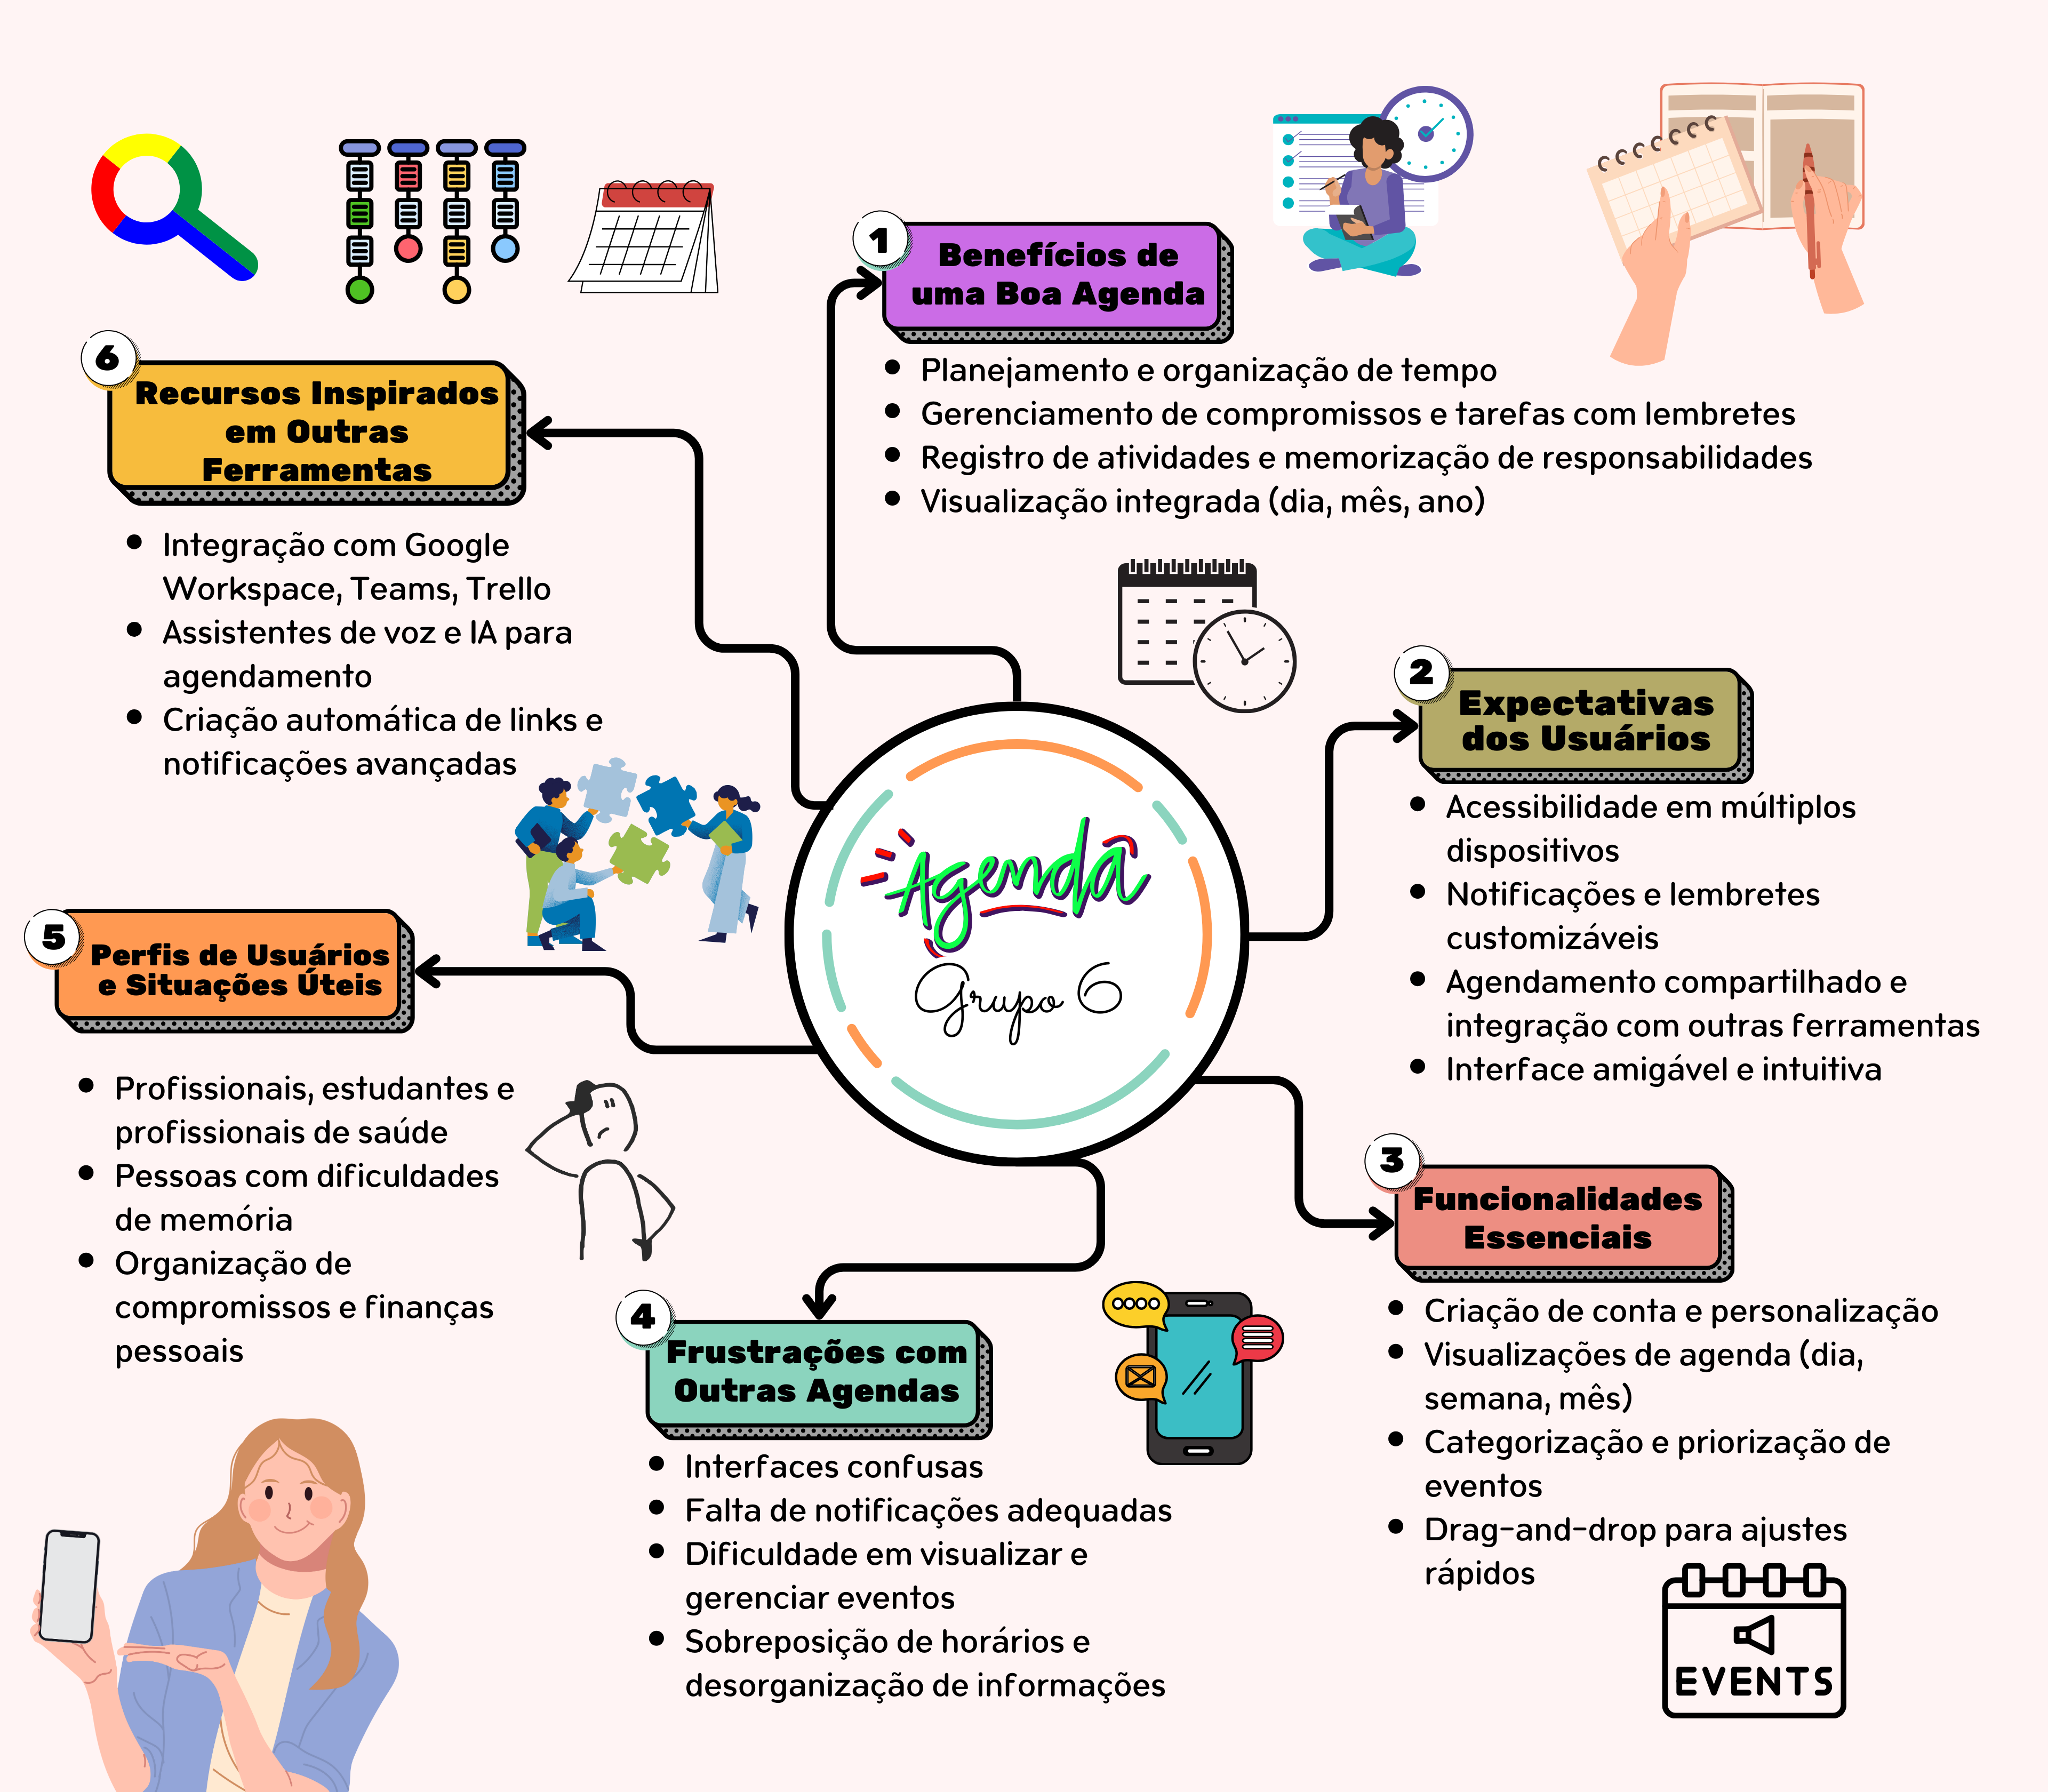 Agenda
Grupo 6
1
Benefícios de
uma Boa Agenda
Planejamento e organização de tempo
Gerenciamento de compromissos e tarefas com lembretes
Registro de atividades e memorização de responsabilidades
Visualização integrada (dia, mês, ano)
2
Expectativas
dos Usuários
Acessibilidade em múltiplos
dispositivos
Notificações e lembretes
customizáveis
Agendamento compartilhado e
integração com outras ferramentas
Interface amigável e intuitiva
3
Funcionalidades
Essenciais
Criação de conta e personalização
Visualizações de agenda (dia,
semana, mês)
Categorização e priorização de
eventos
Drag-and-drop para ajustes
rápidos
EVENTS
4
Frustrações com
Outras Agendas
Interfaces confusas
Falta de notificações adequadas
Dificuldade em visualizar e
gerenciar eventos
Sobreposição de horários e
desorganização de informações
5
Perfis de Usuários
e Situações Úteis
Profissionais, estudantes e
profissionais de saúde
Pessoas com dificuldades
de memória
Organização de
compromissos e finanças
pessoais
6
Recursos Inspirados
em Outras
Ferramentas
Integração com Google
Workspace, Teams, Trello
Assistentes de voz e IA para
agendamento
Criação automática de links e
notificações avançadas